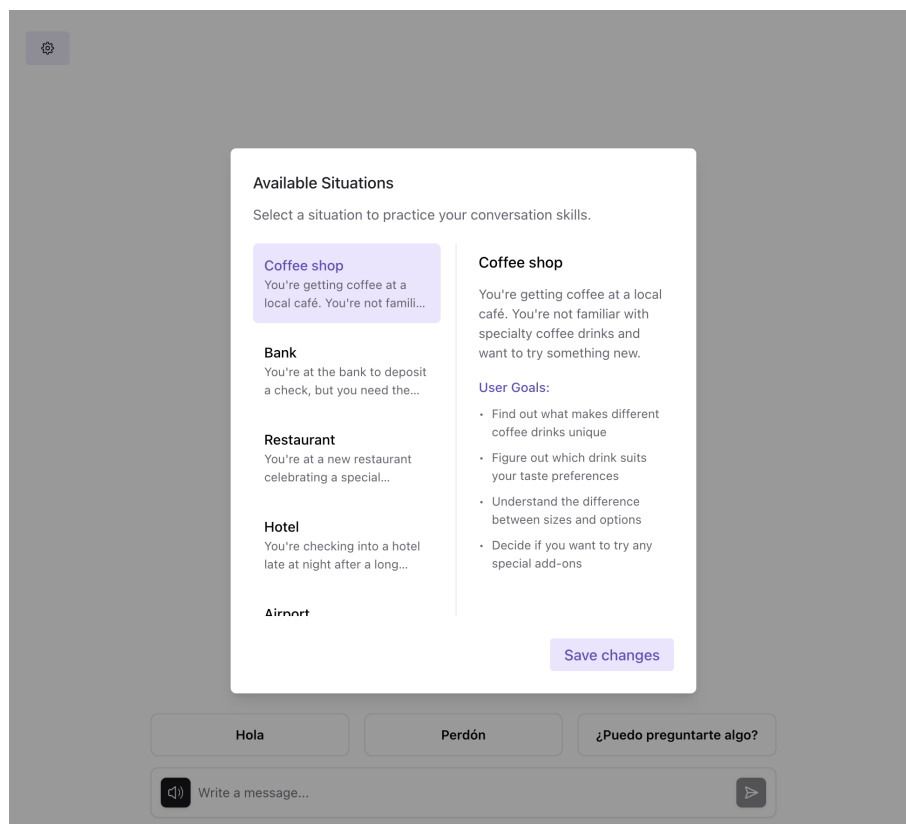 Available Situations
Select a situation to practice your conversation skills.
Coffee shop
You're getting coffee at a
local café. You're not famili...
Bank
You're at the bank to deposit
a check, but you need the...
Restaurant
You're at a new restaurant
celebrating a special...
Hotel
You're checking into a hotel
late at night after a long...
Airport
Coffee shop
You're getting coffee at a local
café. You're not familiar with
specialty coffee drinks and
want to try something new.
User Goals:
• Find out what makes different
coffee drinks unique
• Figure out which drink suits
your taste preferences
• Understand the difference
between sizes and options
• Decide if you want to try any
special add-ons
Save changes
Hola
Perdón
¿Puedo preguntarte algo?
Write a message...